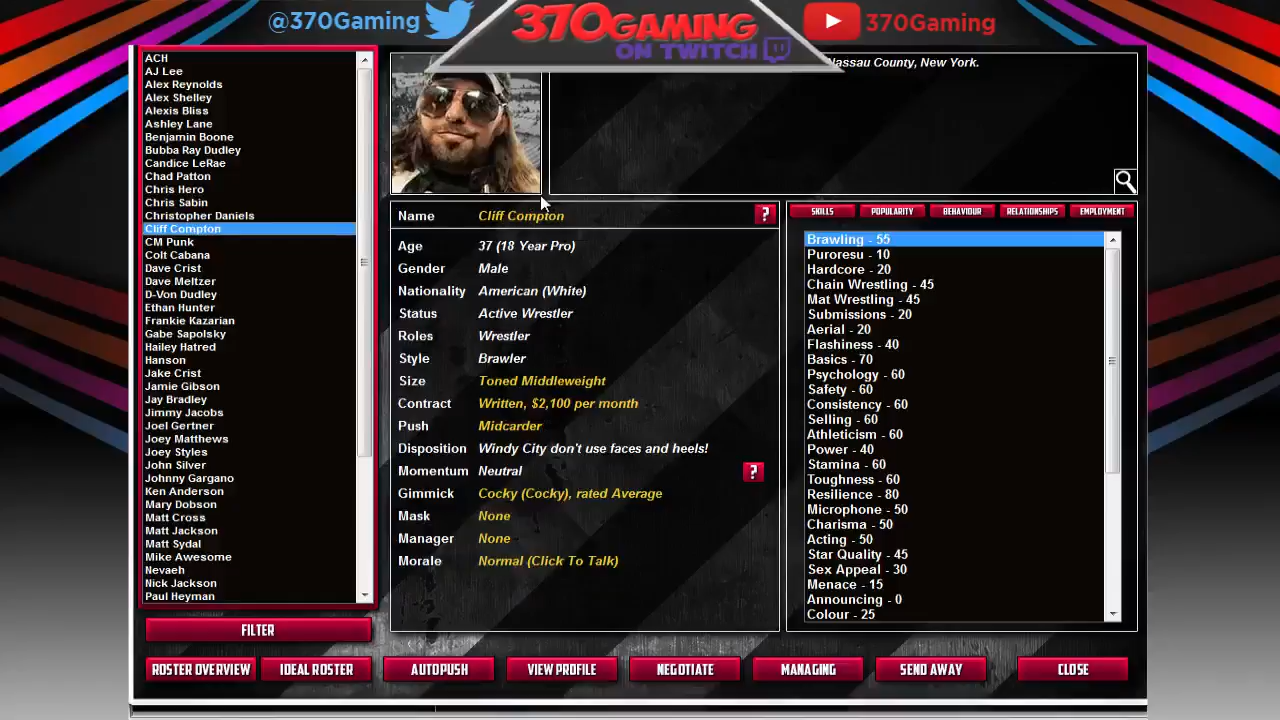 @370Gaming
370GAMING
ON TWITCH
370Gaming
ACH
AJ Lee
Alex Reynolds
Alex Shelley
Alexis Bliss
Ashley Lane
Benjamin Boone
Bubba Ray Dudley
Candice LeRae
Chad Patton
Chris Hero
Chris Sabin
Christopher Daniels
Cliff Compton
CM Punk
Colt Cabana
Dave Crist
Dave Meltzer
D-Von Dudley
Ethan Hunter
Frankie Kazarian
Gabe Sapolsky
Hailey Hatred
Hanson
Jake Crist
Jamie Gibson
Jay Bradley
Jimmy Jacobs
Joel Gertner
Joey Matthews
Joey Styles
John Silver
Johnny Gargano
Ken Anderson
Mary Dobson
Matt Cross
Matt Jackson
Matt Sydal
Mike Awesome
Nevaeh
Nick Jackson
Paul Heyman
FILTER
Nassau County, New York.
Name Cliff Compton ?
Age 37 (18 Year Pro)
Gender Male
Nationality American (White)
Status Active Wrestler
Roles Wrestler
Style Brawler
Size Toned Middleweight
Contract Written, $2,100 per month
Push Midcarder
Disposition Windy City don't use faces and heels!
Momentum Neutral ?
Gimmick Cocky (Cocky), rated Average
Mask None
Manager None
Morale Normal (Click To Talk)
SKILLS POPULARITY BEHAVIOUR RELATIONSHIPS EMPLOYMENT
Brawling - 55
Puroresu - 10
Hardcore - 20
Chain Wrestling - 45
Mat Wrestling - 45
Submissions - 20
Aerial - 20
Flashiness - 40
Basics - 70
Psychology - 60
Safety - 60
Consistency - 60
Selling - 60
Athleticism - 60
Power - 40
Stamina - 60
Toughness - 60
Resilience - 80
Microphone - 50
Charisma - 50
Acting - 50
Star Quality - 45
Sex Appeal - 30
Menace - 15
Announcing - 0
Colour - 25
ROSTER OVERVIEW IDEAL ROSTER AUTOPUSH VIEW PROFILE NEGOTIATE MANAGING SEND AWAY CLOSE